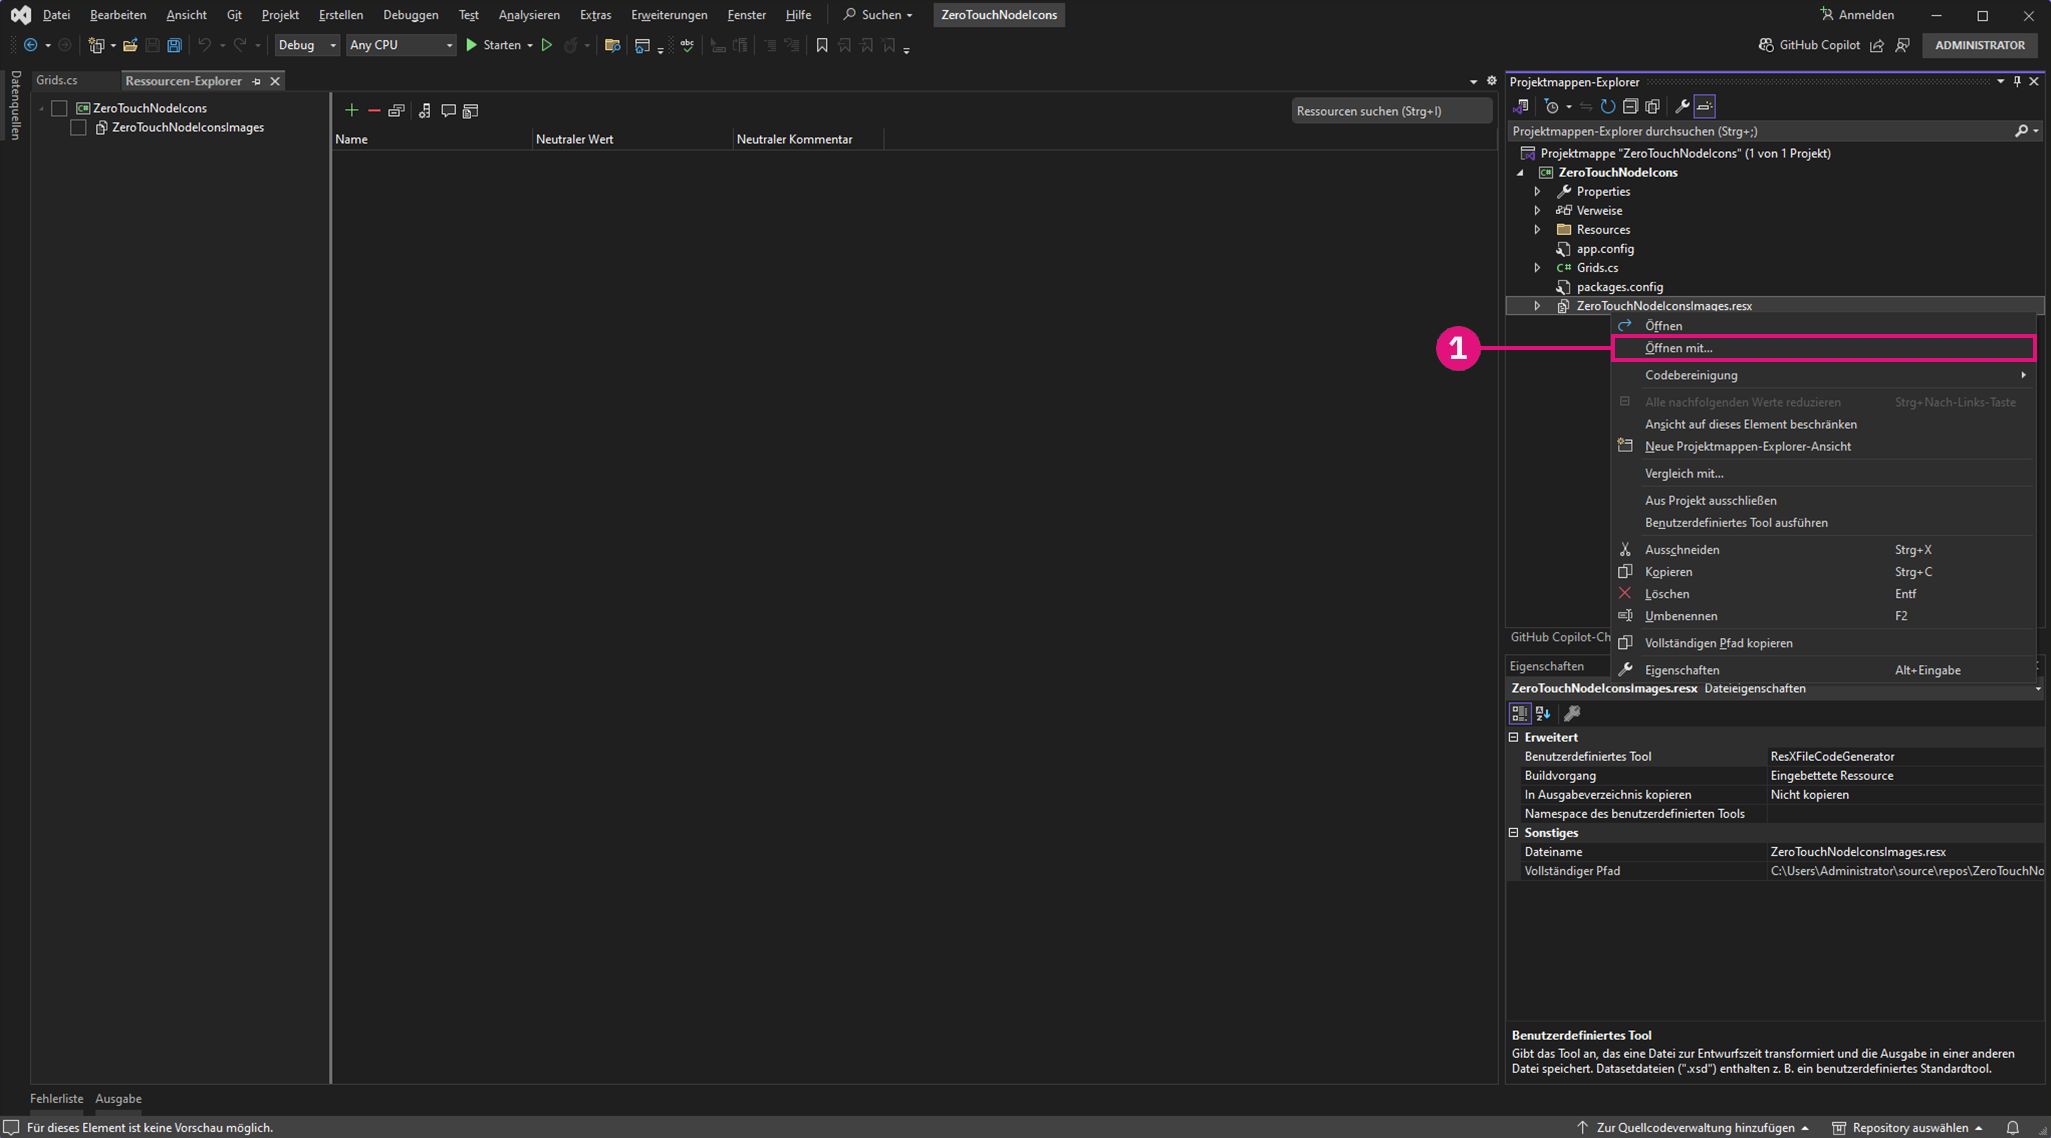 Datei Bearbeiten Ansicht Git Projekt Erstellen Debuggen Test Analysieren Extras Erweiterungen Fenster Hilfe Suchen ZeroTouchNodeIcons Anmelden
Debug Any CPU Starten GitHub Copilot ADMINISTRATOR
Datenquellen
Grids.cs Ressourcen-Explorer
ZeroTouchNodeIcons
ZeroTouchNodeIconsImages
Ressourcen suchen (Strg+I)
Name Neutraler Wert Neutraler Kommentar
Projektmappen-Explorer
Projektmappen-Explorer durchsuchen (Strg+;)
Projektmappe "ZeroTouchNodeIcons" (1 von 1 Projekt)
ZeroTouchNodeIcons
Properties
Verweise
Resources
app.config
Grids.cs
packages.config
ZeroTouchNodeIconsImages.resx
Öffnen
1 Öffnen mit...
Codebereinigung
Alle nachfolgenden Werte reduzieren Strg+Nach-Links-Taste
Ansicht auf dieses Element beschränken
Neue Projektmappen-Explorer-Ansicht
Vergleich mit...
Aus Projekt ausschließen
Benutzerdefiniertes Tool ausführen
Ausschneiden Strg+X
Kopieren Strg+C
Löschen Entf
Umbenennen F2
Vollständigen Pfad kopieren
Eigenschaften Alt+Eingabe
GitHub Copilot-Ch
Eigenschaften
ZeroTouchNodeIconsImages.resx Dateieigenschaften
Erweitert
Benutzerdefiniertes Tool ResXFileCodeGenerator
Buildvorgang Eingebettete Ressource
In Ausgabeverzeichnis kopieren Nicht kopieren
Namespace des benutzerdefinierten Tools
Sonstiges
Dateiname ZeroTouchNodeIconsImages.resx
Vollständiger Pfad C:\Users\Administrator\source\repos\ZeroTouchNo
Benutzerdefiniertes Tool
Gibt das Tool an, das eine Datei zur Entwurfszeit transformiert und die Ausgabe in einer anderen
Datei speichert. Datasetdateien (".xsd") enthalten z. B. ein benutzerdefiniertes Standardtool.
Fehlerliste Ausgabe
Für dieses Element ist keine Vorschau möglich. Zur Quellcodeverwaltung hinzufügen Repository auswählen